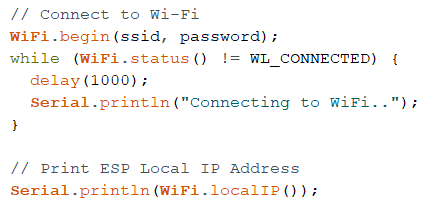 // Connect to Wi-Fi
WiFi.begin(ssid, password);
while (WiFi.status() != WL_CONNECTED) {
  delay(1000);
  Serial.println("Connecting to WiFi..");
}

// Print ESP Local IP Address
Serial.println(WiFi.localIP());